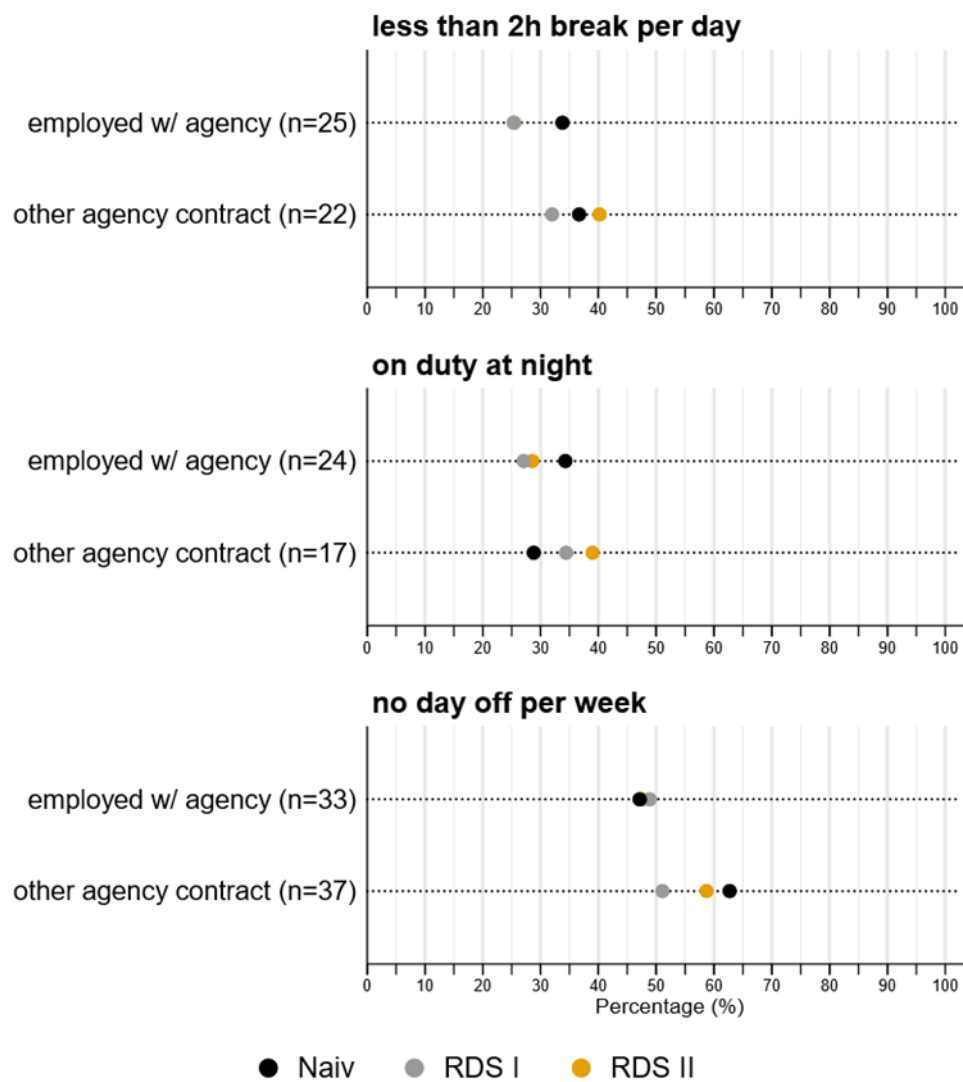 less than 2h break per day
employed w/ agency (n=25)
other agency contract (n=22)
0 10 20 30 40 50 60 70 80 90 100
on duty at night
employed w/ agency (n=24)
other agency contract (n=17)
0 10 20 30 40 50 60 70 80 90 100
no day off per week
employed w/ agency (n=33)
other agency contract (n=37)
0 10 20 30 40 50 60 70 80 90 100
Percentage (%)
Naiv RDS I RDS II